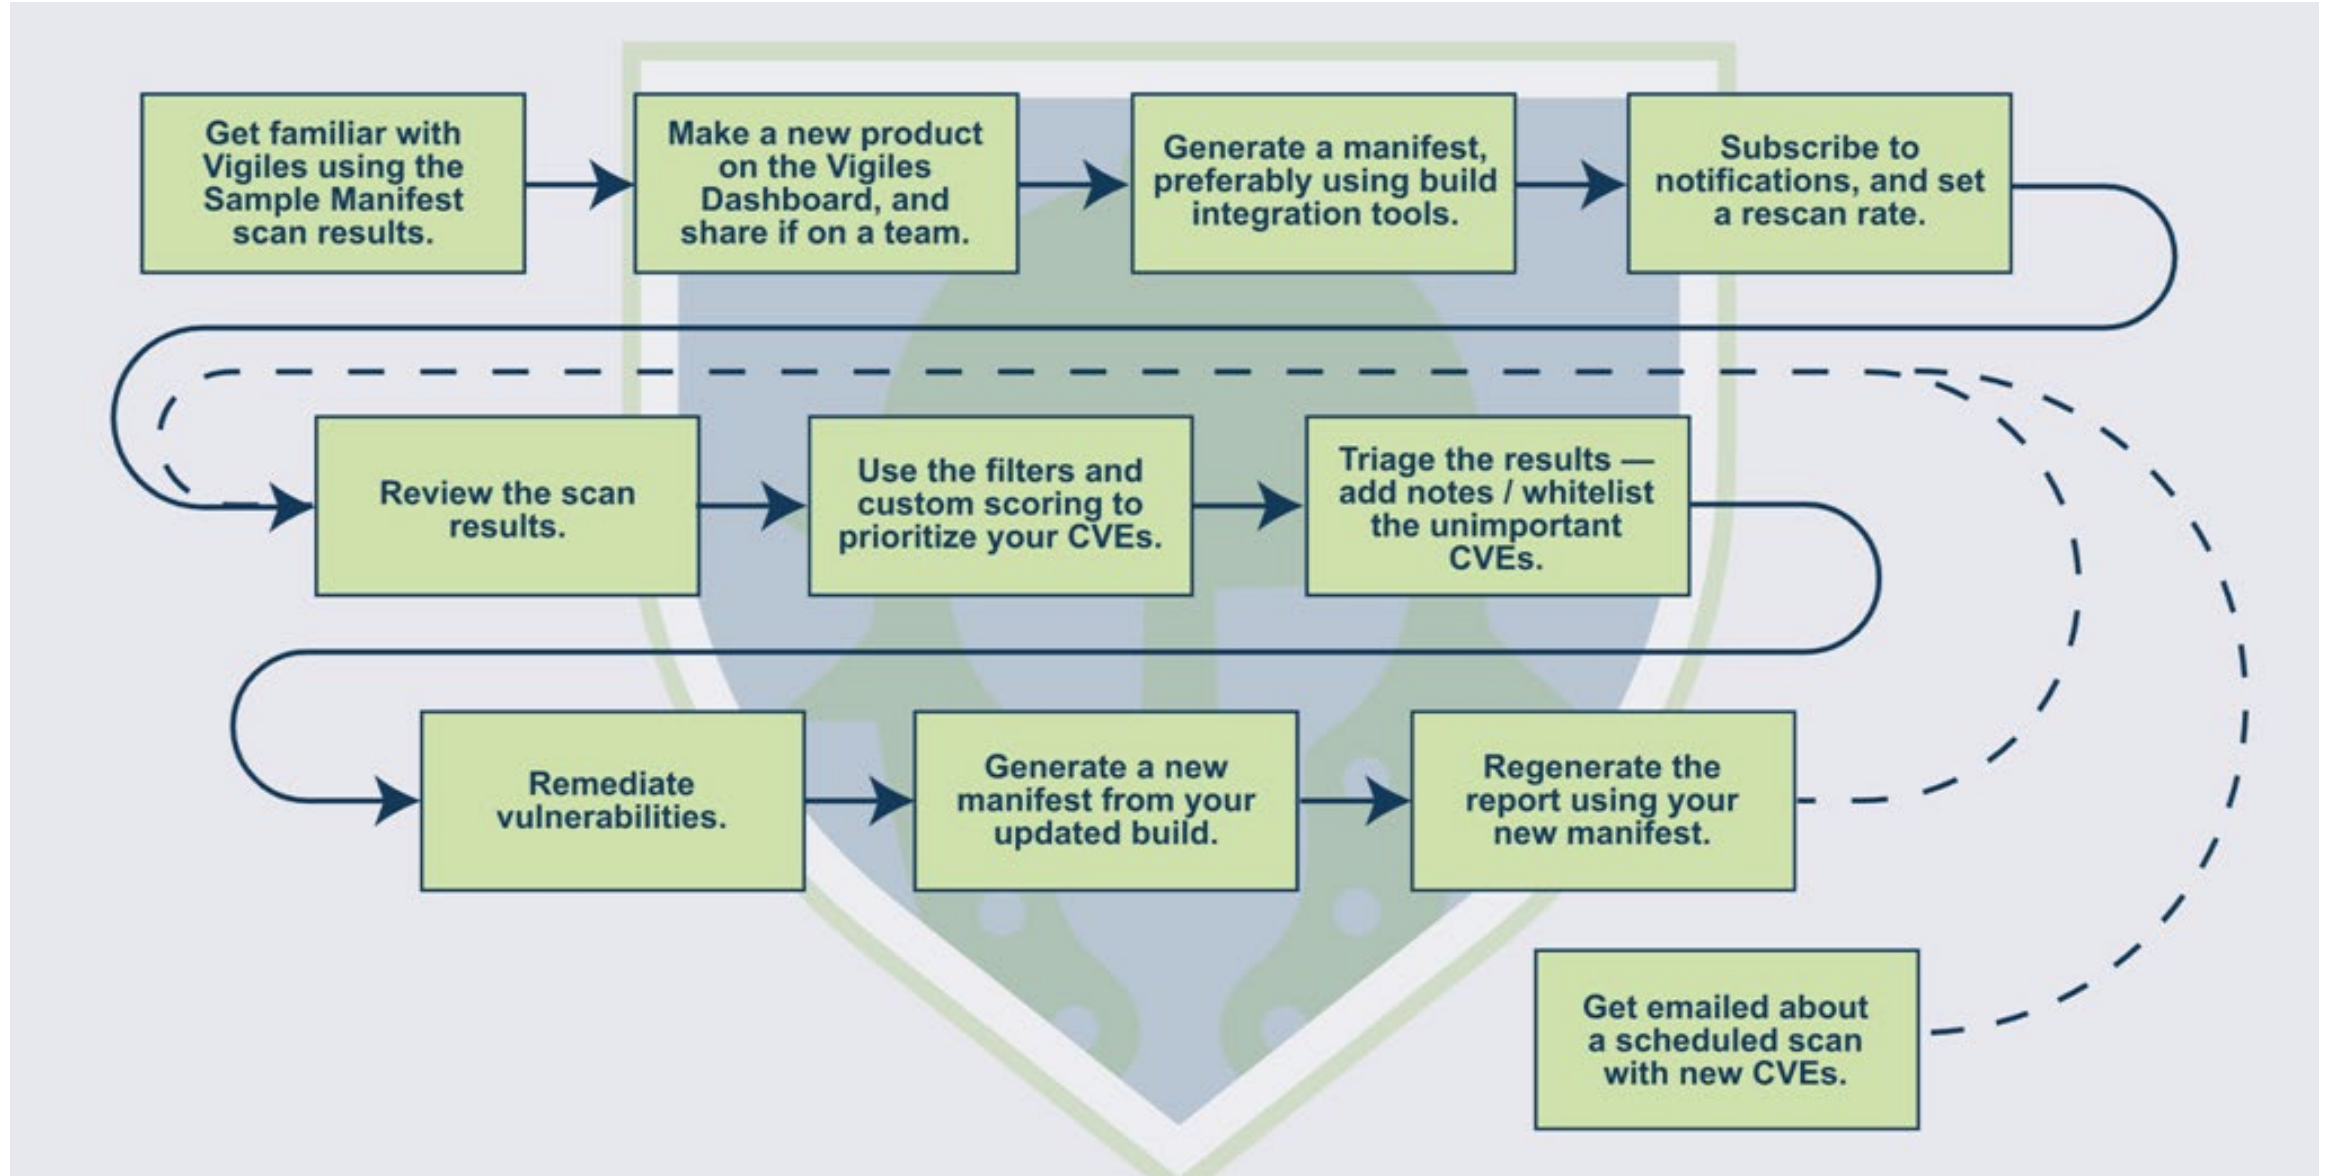 Get familiar with
Vigiles using the
Sample Manifest
scan results.
Make a new product
on the Vigiles
Dashboard, and
share if on a team.
Generate a manifest,
preferably using build
integration tools.
Subscribe to
notifications, and set
a rescan rate.
Review the scan
results.
Use the filters and
custom scoring to
prioritize your CVEs.
Triage the results —
add notes / whitelist
the unimportant
CVEs.
Remediate
vulnerabilities.
Generate a new
manifest from your
updated build.
Regenerate the
report using your
new manifest.
Get emailed about
a scheduled scan
with new CVEs.